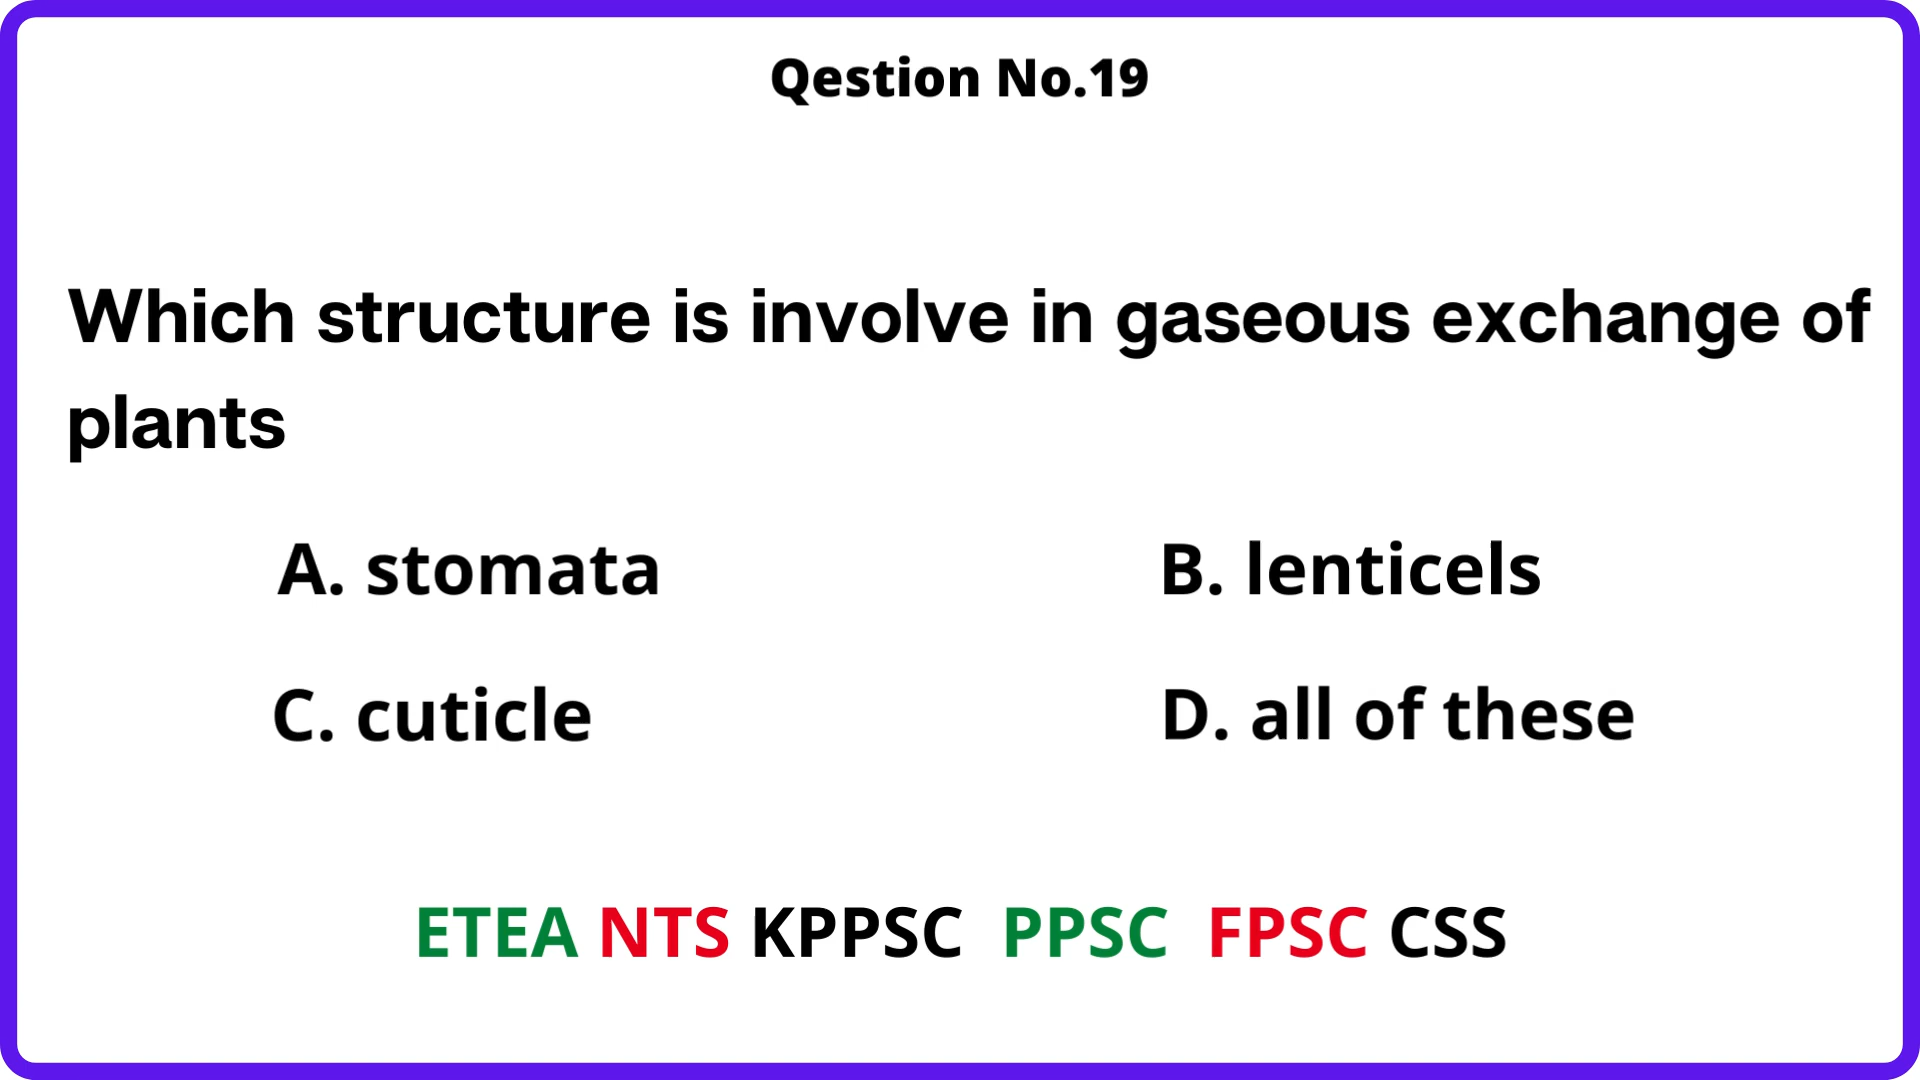 Qestion No.19
Which structure is involve in gaseous exchange of
plants
A. stomata
B. lenticels
C. cuticle
D. all of these
ETEA NTS KPPSC PPSC FPSC CSS